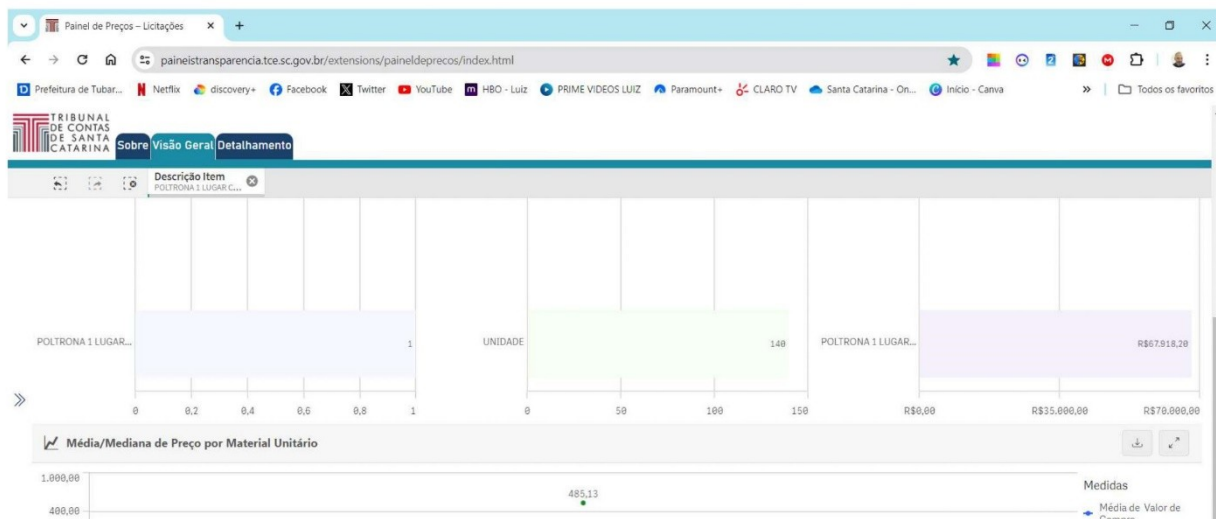 Painel de Preços – Licitações
paineistransparencia.tce.sc.gov.br/extensions/paineldeprecos/index.html
Prefeitura de Tubar... Netflix discovery+ Facebook Twitter YouTube HBO - Luiz PRIME VIDEOS LUIZ Paramount+ CLARO TV Santa Catarina - On... Início - Canva » Todos os favoritos
TRIBUNAL
DE CONTAS
DE SANTA
CATARINA
Sobre Visão Geral Detalhamento
Descrição Item
POLTRONA 1 LUGAR C...
POLTRONA 1 LUGAR... 1 UNIDADE 140 POLTRONA 1 LUGAR... R$67.918,20
0 0,2 0,4 0,6 0,8 1 0 50 100 150 R$0,00 R$35.000,00 R$70.000,00
Média/Mediana de Preço por Material Unitário
1.000,00 485,13 Medidas
400,00 Média de Valor de